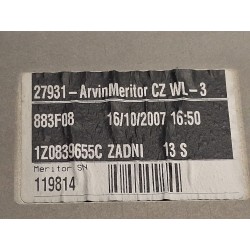 27931-ArvinMeritor CZ WL-3
883F08 16/10/2007 16:50
1Z0839655C ZADNI 13 S
Meritor SN
119814